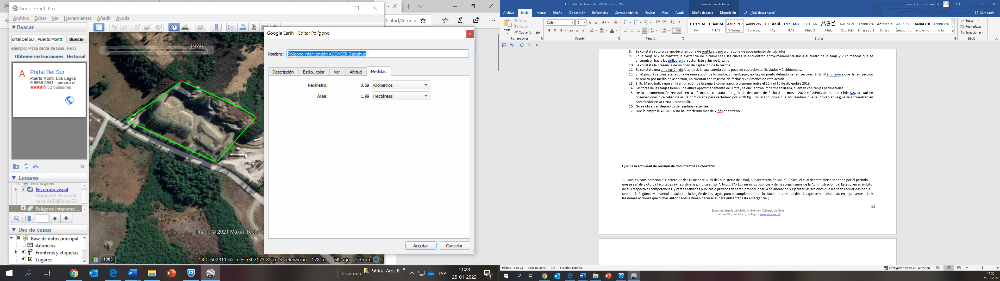 Google Earth Pro
Archivo Editar Ver Herramientas Añadir Ayuda
Buscar
ortal Del Sur, Puerto Montt Buscar
ejemplo: Pizza cerca de Lima, Perú
Obtener instrucciones Historial
A Portal Del Sur
Puerto Montt, Los Lagos
9 6659 0941 · pocuro.cl
52 opiniones
Lugares
Mis lugares
Recorrido visual
Asegúrate de que la
capa de Edificios 3D
Polígono intervenci...
Uso de capas
Base de datos principal
Anuncios
Fronteras y etiquetas
Lugares
1/2022
Image © 2021 Maxar Technol
1985
18 G 602911.62 m E 5307173.85 m S elevación 178 m alt. ojo 535 m
0salud/Aconse
Google Earth - Editar Polígono
Nombre: Polígono intervención ACONSER Dalcahue
Descripción Estilo, color Ver Altitud Medidas
Perímetro: 0.59 Kilómetros
Área: 1.99 Hectáreas
Aceptar Cancelar
Escritorio Patricia Aros Bu » ESP
11:28
25-01-2022
1
Formato IFA Elusión ACONSER.docx - Word
Herramientas de tabla
Patricia Aros Bustamante
Archivo Inicio Insertar Diseño Disposición Referencias Correspondencia Revisar Vista Ayuda Diseño de tabla Disposición ¿Qué desea hacer? Compartir
Pegar
Cortar
Copiar
Copiar formato
Portapapeles
Calibri 10
N K S abc
Fuente
Párrafo
IFA 4
¶ IFA1
¶ Normal
¶ Sin espa...
IFA2
IFA3
Título 3
Título
Subtítulo
Énfasis sutil
Énfasis
Énfasis int...
Texto en n...
Cita
Estilos
Buscar
Reemplazar
Seleccionar
Edición
8. Se constata rotura del geotextil en zona de pretil,cercano a una zona de aposamiento de lixiviados.
9. En la zanja N°2 se constata la existencia de 2 chimeneas, las cuales se encuentran aproximadamente hacia el centro de la zanja y 2 chimeneas que se
encuentran hacia las orillas en el sector Este y Sur de la zanja.
10. Se constata la presencia de un pozo de captación de lixiviados.
11. Se constata una ampliación de la zanja 2, la cual cuenta con 1 pozo de captación de lixiviados y 2 chimeneas.
12. En el pozo 2 se constata la zona de reinyección de lixiviados, sin embargo, no hay un punto definido de reinyección. El Sr. Marío indica que la reinyección
se realizo por medio de aspersión, no cuentan con registro de fechas y volúmenes de esta acción
13. El Sr. Marío indica que en la ampliación de la zanja 2 comenzaron a disponer entre el 10 y el 15 de diciembre 2019.
14. Las totas de las zanjas tienen una altura aproximadamente de 8 mts., se encuentran impermeabilizada, cuentan con zanjas perimetrales.
15. De la documentación revisada en la oficina, se constata una guía de despacho de fecha 3 de marzo 2020 N° 85983 de Biomar Chile S.A, la cual en
observaciones dice retiro de asura domiciliaria para vertedero por 2820 Kg.El Sr. Marío indica que los residuos que se indican en la guía se encuentran en
contenedor en ACONSER Mocopulli.
16. No se observan depósitos de residuos recientes.
17. Que la empresa ACONSER no ha interferido más de 2 hás de terreno.
Que de la actividad de revisión de documentos se constató:
1. Que, en consideración al Decreto 12 del 13 de abril 2019 del Ministerio de Salud, Subsecretaría de Salud Pública, el cual decreta alerta sanitaria por el periodo
que se señala y otorga facultades extraordinarias, indica en su Artículo 3º.- Los servicios públicos y demás organismos de la Administración del Estado, en el ámbito
de sus respectivas competencias, y otras entidades públicas o privadas deberán proporcionar la colaboración y ejecutar las acciones que les sean requeridas por la
Secretaría Regional Ministerial de Salud de la Región de Los Lagos, para el cumplimiento de las facultades extraordinarias que se han dispuesto en el presente acto y
las demás acciones que dichas autoridades estimen necesarias para enfrentar esta emergencia.(...)
12
Superintendencia del Medio Ambiente – Gobierno de Chile
Teatinos 280, pisos 8 y 9, Santiago / www.sma.gob.cl
Página 13 de 21 3568 palabras Español (España) Configuración de visualización
11:28
25-01-2022